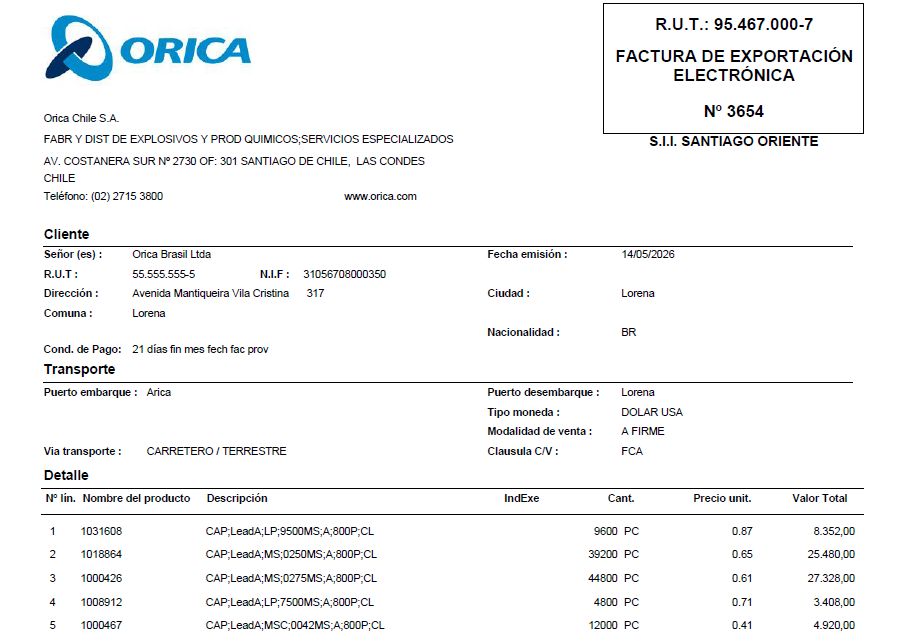 ORICA
R.U.T.: 95.467.000-7
FACTURA DE EXPORTACIÓN
ELECTRÓNICA
Nº 3654
S.I.I. SANTIAGO ORIENTE
Orica Chile S.A.
FABR Y DIST DE EXPLOSIVOS Y PROD QUIMICOS;SERVICIOS ESPECIALIZADOS
AV. COSTANERA SUR Nº 2730 OF: 301 SANTIAGO DE CHILE, LAS CONDES
CHILE
Teléfono: (02) 2715 3800 www.orica.com
Cliente
Señor (es) : Orica Brasil Ltda Fecha emisión : 14/05/2026
R.U.T : 55.555.555-5 N.I.F : 31056708000350
Dirección : Avenida Mantiqueira Vila Cristina 317 Ciudad : Lorena
Comuna : Lorena
Nacionalidad : BR
Cond. de Pago: 21 días fin mes fech fac prov
Transporte
Puerto embarque : Arica Puerto desembarque : Lorena
Tipo moneda : DOLAR USA
Modalidad de venta : A FIRME
Via transporte : CARRETERO / TERRESTRE Clausula C/V : FCA
Detalle
Nº lín. Nombre del producto Descripción IndExe Cant. Precio unit. Valor Total
1 1031608 CAP;LeadA;LP;9500MS;A;800P;CL 9600 PC 0.87 8.352,00
2 1018864 CAP;LeadA;MS;0250MS;A;800P;CL 39200 PC 0.65 25.480,00
3 1000426 CAP;LeadA;MS;0275MS;A;800P;CL 44800 PC 0.61 27.328,00
4 1008912 CAP;LeadA;LP;7500MS;A;800P;CL 4800 PC 0.71 3.408,00
5 1000467 CAP;LeadA;MSC;0042MS;A;800P;CL 12000 PC 0.41 4.920,00